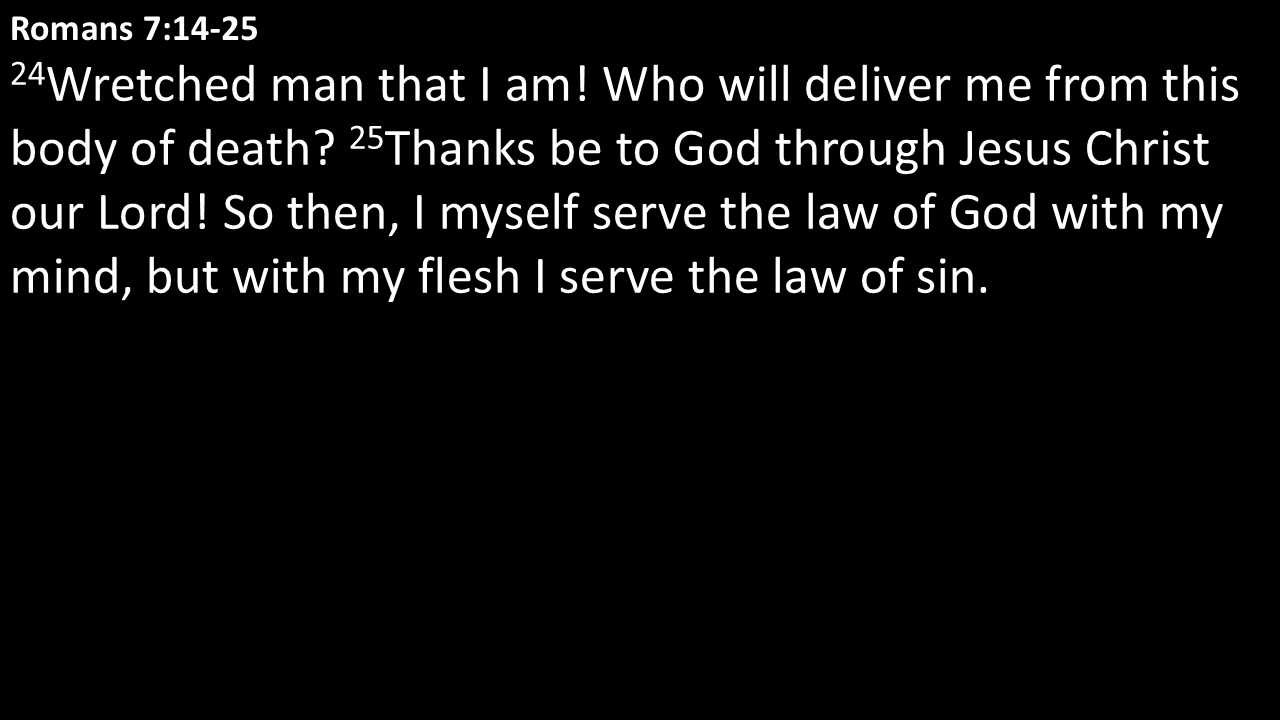 Romans 7:14-25
24Wretched man that I am! Who will deliver me from this
body of death? 25Thanks be to God through Jesus Christ
our Lord! So then, I myself serve the law of God with my
mind, but with my flesh I serve the law of sin.